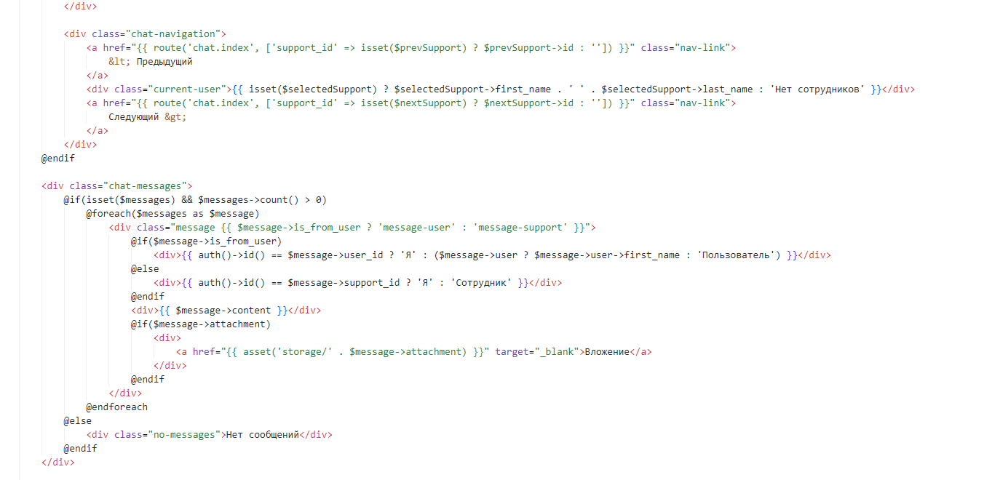 </div>
<div class="chat-navigation">
<a href="{{ route('chat.index', ['support_id' => isset($prevSupport) ? $prevSupport->id : '']) }}" class="nav-link">
&lt; Предыдущий
</a>
<div class="current-user">{{ isset($selectedSupport) ? $selectedSupport->first_name . ' ' . $selectedSupport->last_name : 'Нет сотрудников' }}</div>
<a href="{{ route('chat.index', ['support_id' => isset($nextSupport) ? $nextSupport->id : '']) }}" class="nav-link">
Следующий &gt;
</a>
</div>
@endif
<div class="chat-messages">
@if(isset($messages) && $messages->count() > 0)
@foreach($messages as $message)
<div class="message {{ $message->is_from_user ? 'message-user' : 'message-support' }}">
@if($message->is_from_user)
<div>{{ auth()->id() == $message->user_id ? 'Я' : ($message->user ? $message->user->first_name : 'Пользователь') }}</div>
@else
<div>{{ auth()->id() == $message->support_id ? 'Я' : 'Сотрудник' }}</div>
@endif
<div>{{ $message->content }}</div>
@if($message->attachment)
<div>
<a href="{{ asset('storage/' . $message->attachment) }}" target="_blank">Вложение</a>
</div>
@endif
</div>
@endforeach
@else
<div class="no-messages">Нет сообщений</div>
@endif
</div>